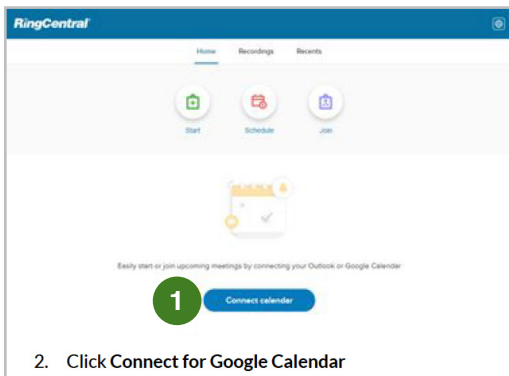 RingCentral
Home Recordings Recents
Start Schedule Join
Easily start or join upcoming meetings by connecting your Outlook or Google Calendar
1 Connect calendar
2. Click Connect for Google Calendar